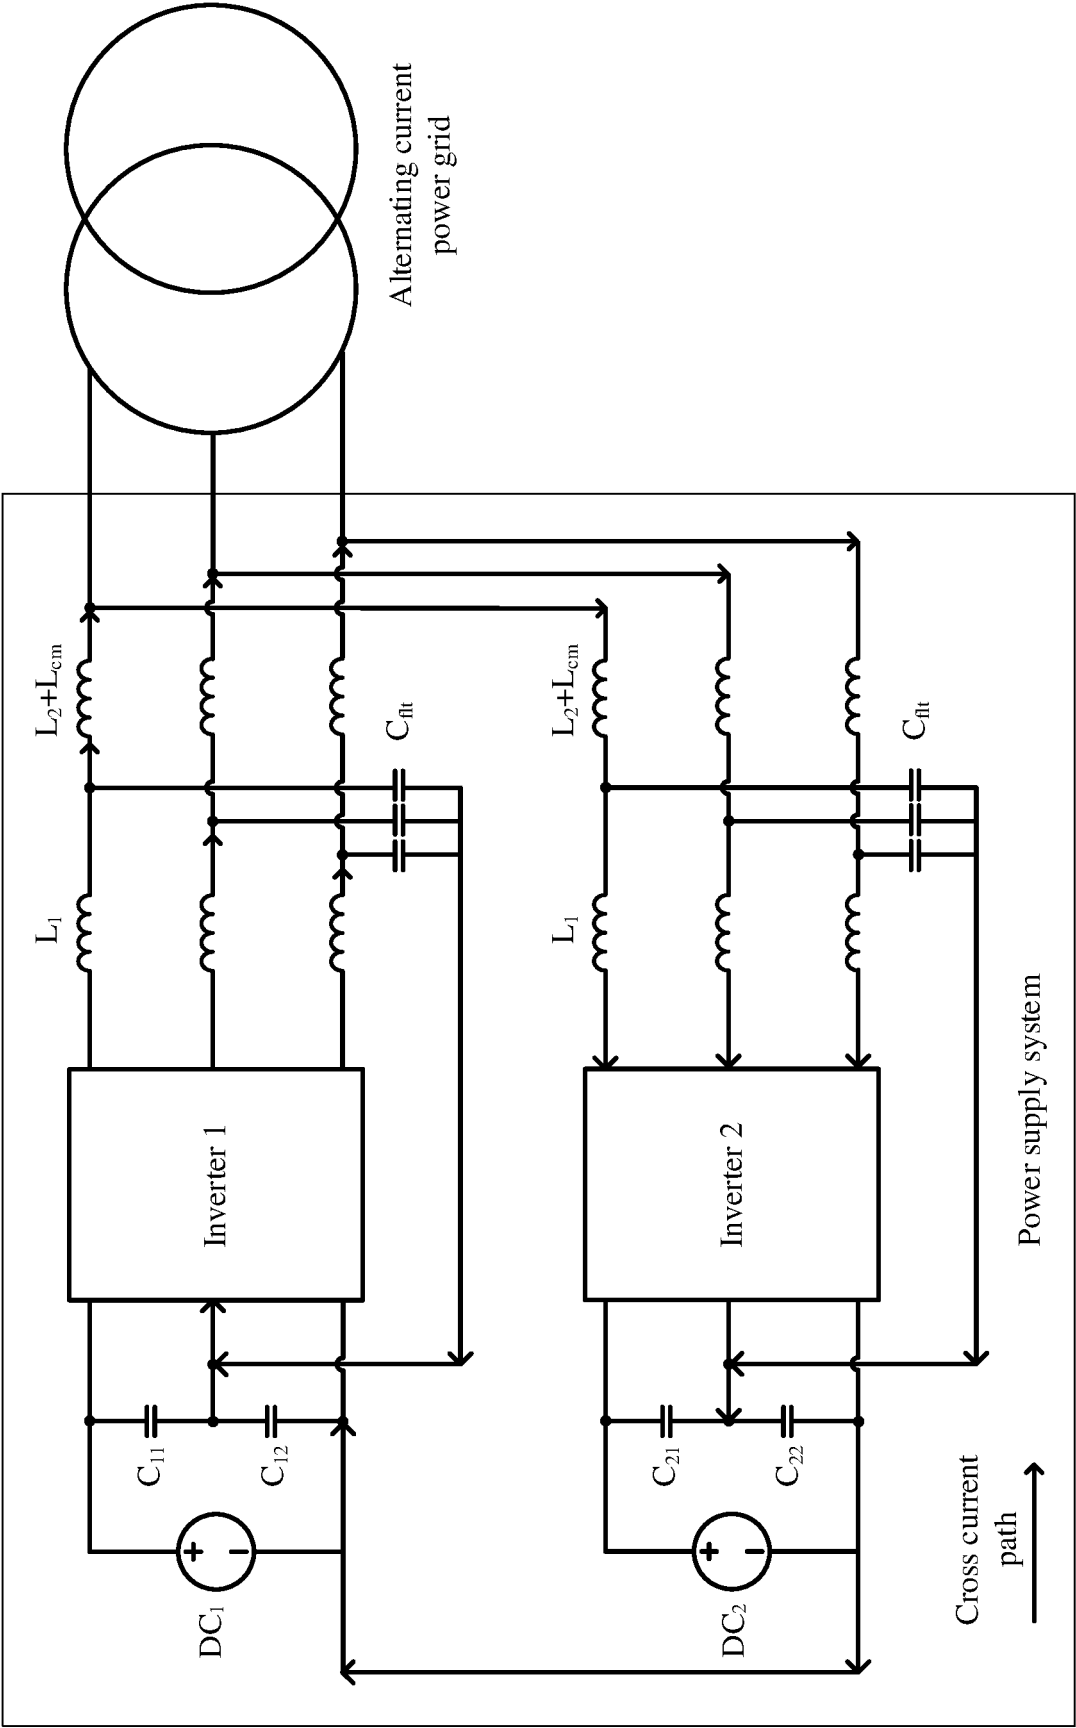 Alternating current
power grid
L₂+Lcm
Cflt
L₁
Inverter 1
C₁₁
C₁₂
DC₁
+
−
L₂+Lcm
Cflt
L₁
Inverter 2
C₂₁
C₂₂
DC₂
+
−
Power supply system
Cross current
path